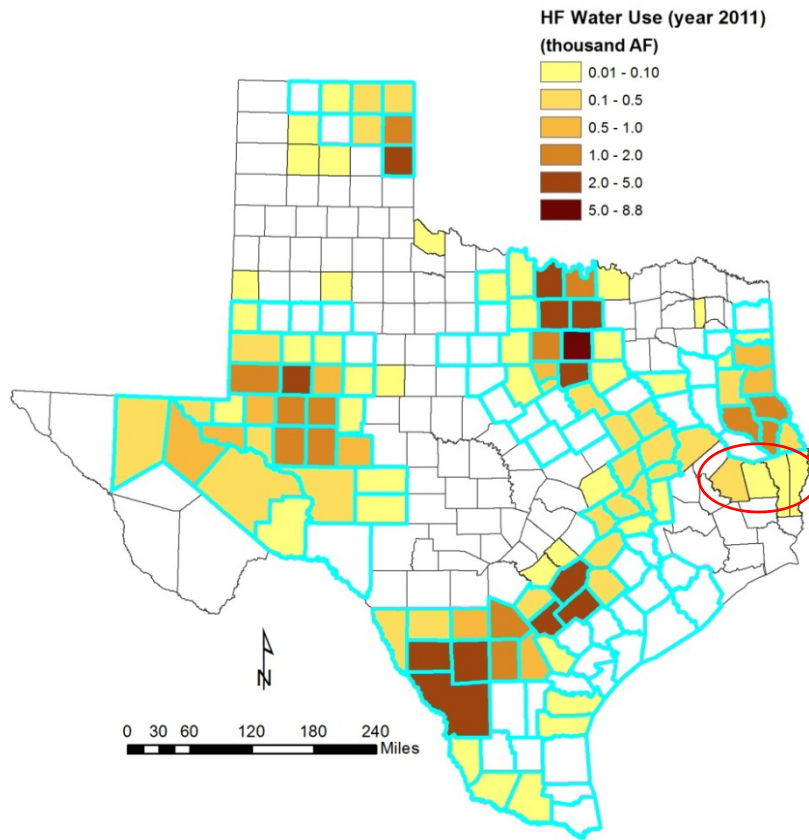 HF Water Use (year 2011)
(thousand AF)
0.01 - 0.10
0.1 - 0.5
0.5 - 1.0
1.0 - 2.0
2.0 - 5.0
5.0 - 8.8
N
0 30 60 120 180 240
Miles